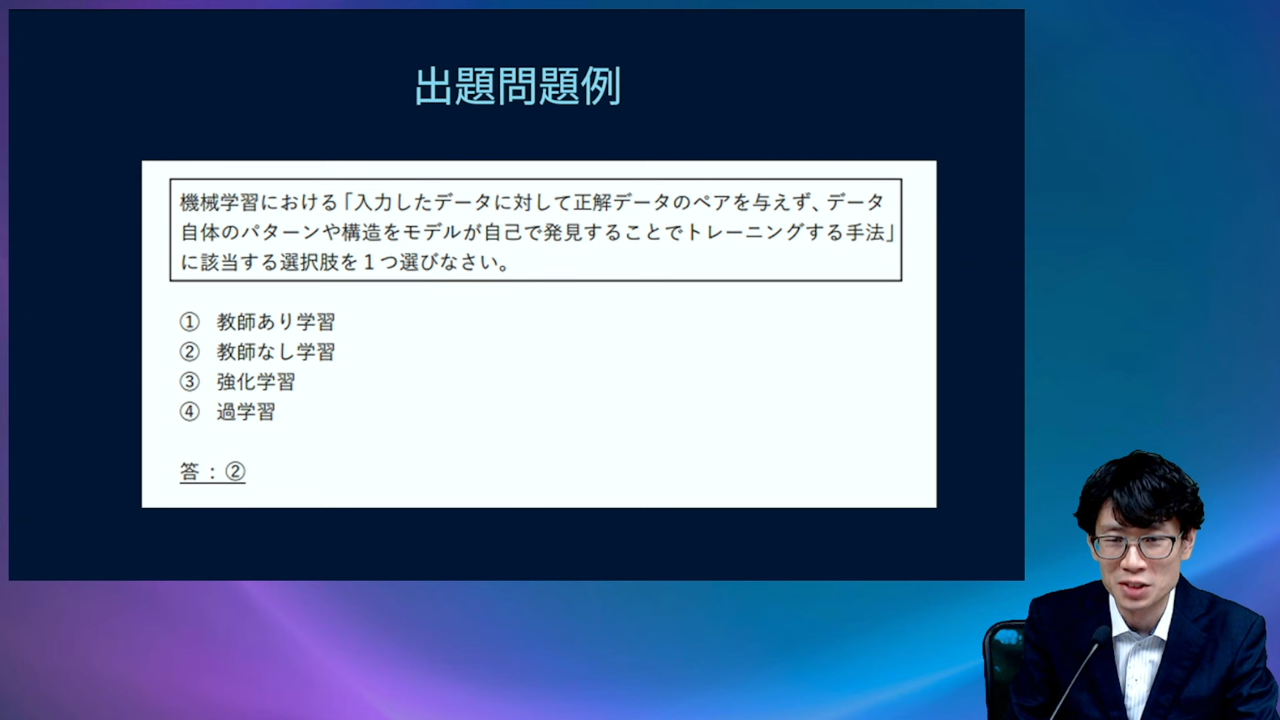 出題問題例
機械学習における「入力したデータに対して正解データのペアを与えず、データ
自体のパターンや構造をモデルが自己で発見することでトレーニングする手法」
に該当する選択肢を１つ選びなさい。
① 教師あり学習
② 教師なし学習
③ 強化学習
④ 過学習
答：②